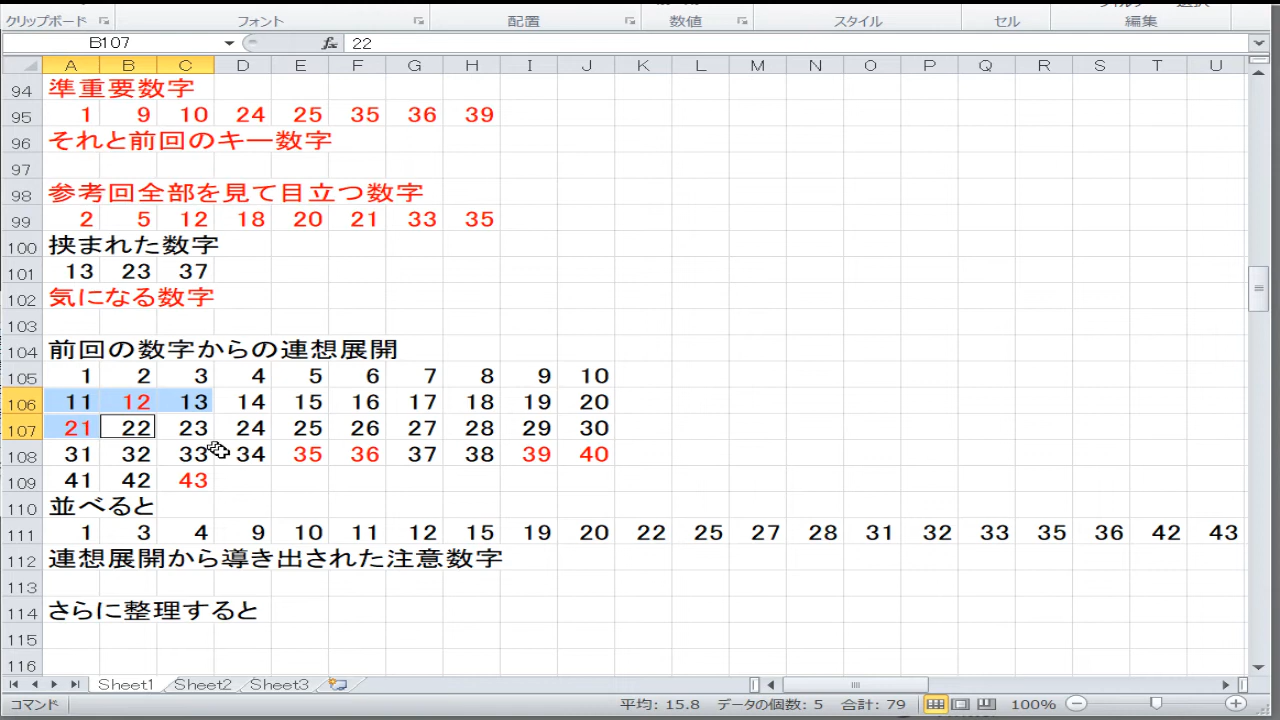 クリップボード フォント 配置 数値 スタイル セル 編集
B107 fx 22
A B C D E F G H I J K L M N O P Q R S T U
94 準重要数字
95 1 9 10 24 25 35 36 39
96 それと前回のキー数字
97
98 参考回全部を見て目立つ数字
99 2 5 12 18 20 21 33 35
100 挟まれた数字
101 13 23 37
102 気になる数字
103
104 前回の数字からの連想展開
105 1 2 3 4 5 6 7 8 9 10
106 11 12 13 14 15 16 17 18 19 20
107 21 22 23 24 25 26 27 28 29 30
108 31 32 33 34 35 36 37 38 39 40
109 41 42 43
110 並べると
111 1 3 4 9 10 11 12 15 19 20 22 25 27 28 31 32 33 35 36 42 43
112 連想展開から導き出された注意数字
113
114 さらに整理すると
115
116
Sheet1 Sheet2 Sheet3
コマンド 平均: 15.8 データの個数: 5 合計: 79 100%